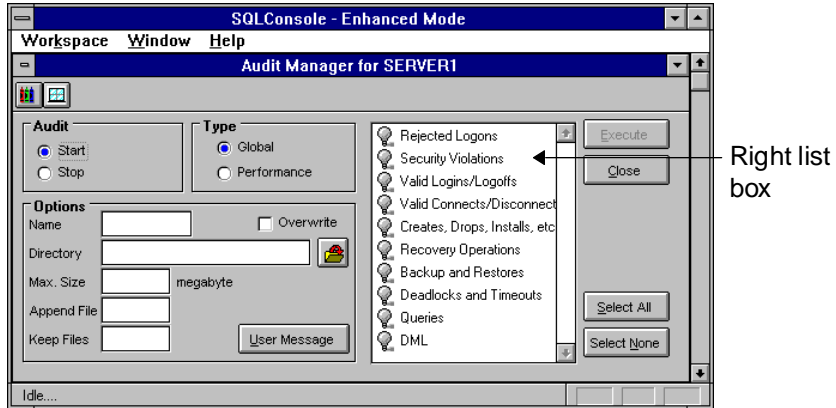 SQLConsole - Enhanced Mode
Workspace Window Help
Audit Manager for SERVER1
Audit
Start
Stop
Type
Global
Performance
Options
Name
Overwrite
Directory
Max. Size
megabyte
Append File
Keep Files
User Message
Rejected Logons
Security Violations
Valid Logins/Logoffs
Valid Connects/Disconnect
Creates, Drops, Installs, etc
Recovery Operations
Backup and Restores
Deadlocks and Timeouts
Queries
DML
Execute
Close
Select All
Select None
Right list
box
Idle....